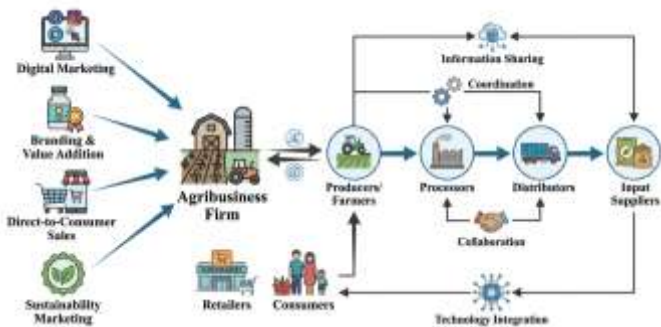 Digital Marketing
Branding &
Value Addition
Direct-to-Consumer
Sales
Sustainability
Marketing
Agribusiness
Firm
Information Sharing
Coordination
Producers/
Farmers
Processors
Distributors
Input
Suppliers
Collaboration
Retailers
Consumers
Technology Integration